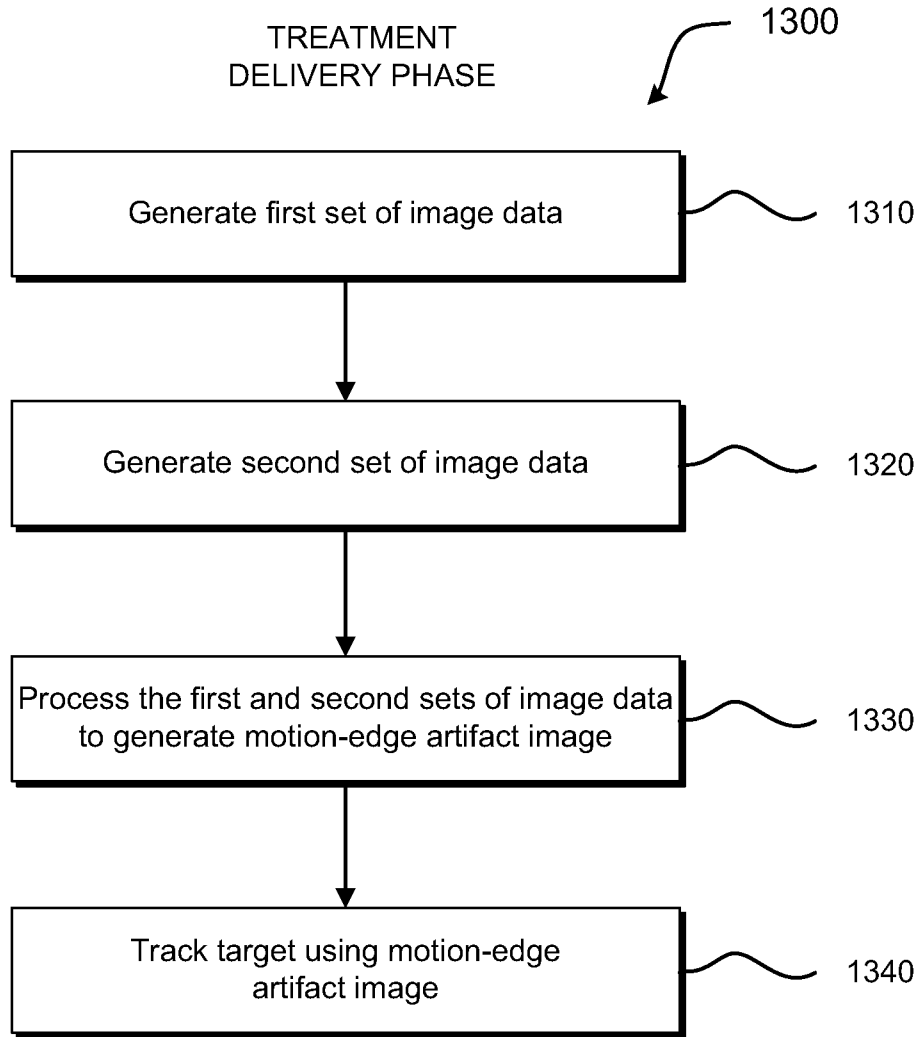 TREATMENT
DELIVERY PHASE
1300
Generate first set of image data
1310
Generate second set of image data
1320
Process the first and second sets of image data
to generate motion-edge artifact image
1330
Track target using motion-edge
artifact image
1340